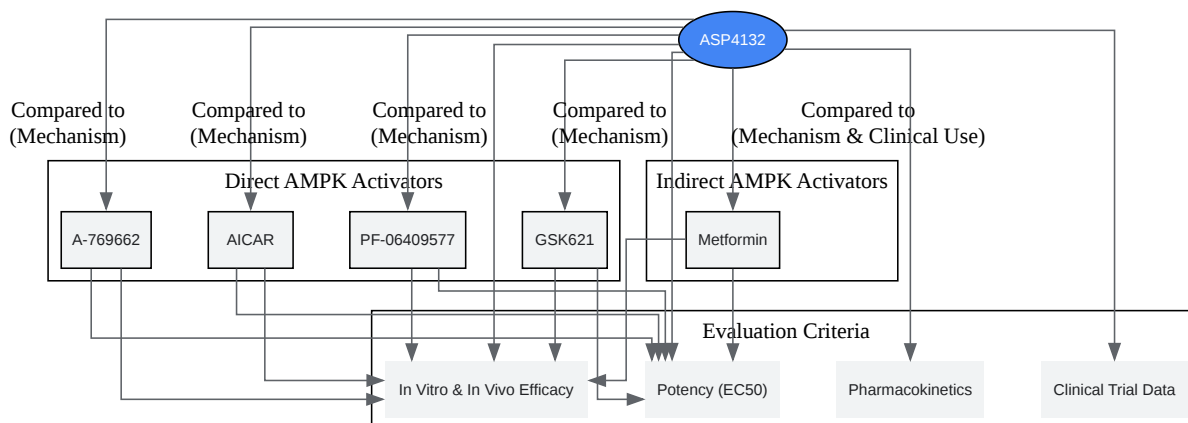 ASP4132
Compared to
(Mechanism)
Compared to
(Mechanism)
Compared to
(Mechanism)
Compared to
(Mechanism)
Compared to
(Mechanism & Clinical Use)
Direct AMPK Activators
Indirect AMPK Activators
A-769662
AICAR
PF-06409577
GSK621
Metformin
Evaluation Criteria
In Vitro & In Vivo Efficacy
Potency (EC50)
Pharmacokinetics
Clinical Trial Data